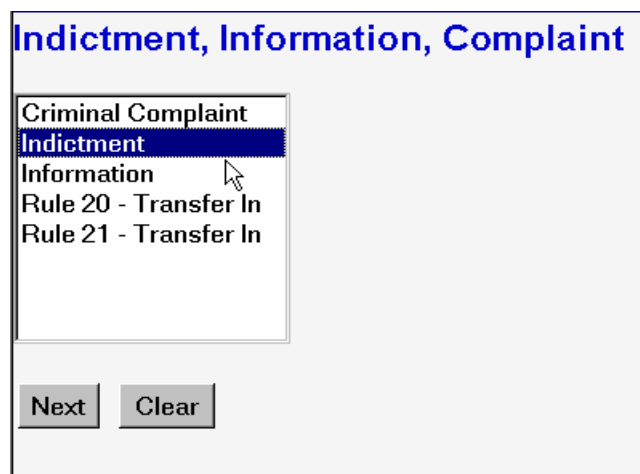 Indictment, Information, Complaint
Criminal Complaint
Indictment
Information
Rule 20 - Transfer In
Rule 21 - Transfer In
Next Clear